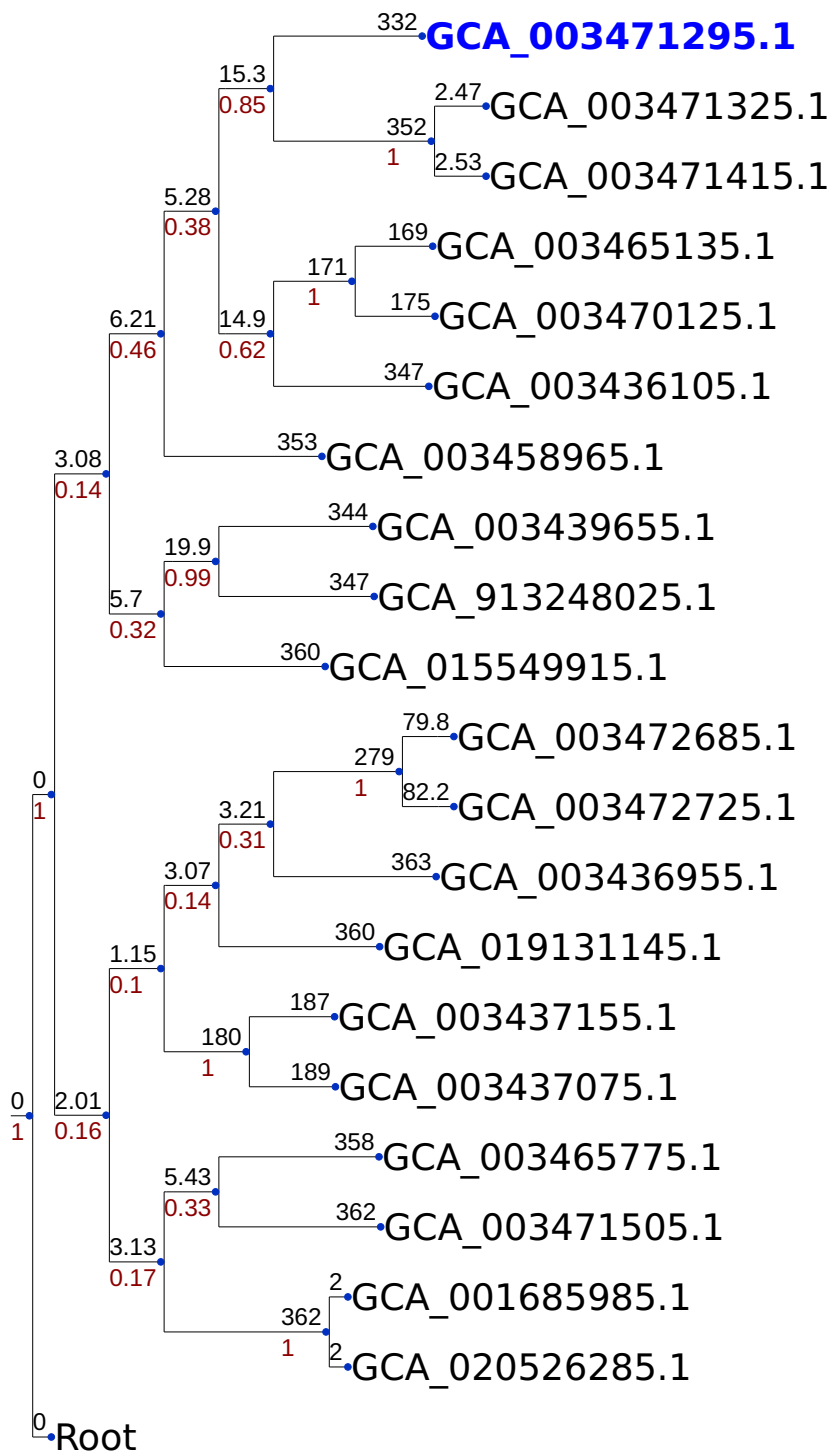 332 GCA_003471295.1
15.3
0.85
2.47 GCA_003471325.1
352
1
2.53 GCA_003471415.1
5.28
0.38
169 GCA_003465135.1
171
1
175 GCA_003470125.1
6.21
0.46
14.9
0.62
347 GCA_003436105.1
353 GCA_003458965.1
3.08
0.14
344 GCA_003439655.1
19.9
0.99
347 GCA_913248025.1
5.7
0.32
360 GCA_015549915.1
79.8 GCA_003472685.1
279
1
82.2 GCA_003472725.1
0
1
3.21
0.31
363 GCA_003436955.1
3.07
0.14
360 GCA_019131145.1
1.15
0.1
187 GCA_003437155.1
180
1
189 GCA_003437075.1
0
1
2.01
0.16
358 GCA_003465775.1
5.43
0.33
362 GCA_003471505.1
3.13
0.17
2 GCA_001685985.1
362
1
2 GCA_020526285.1
0 Root